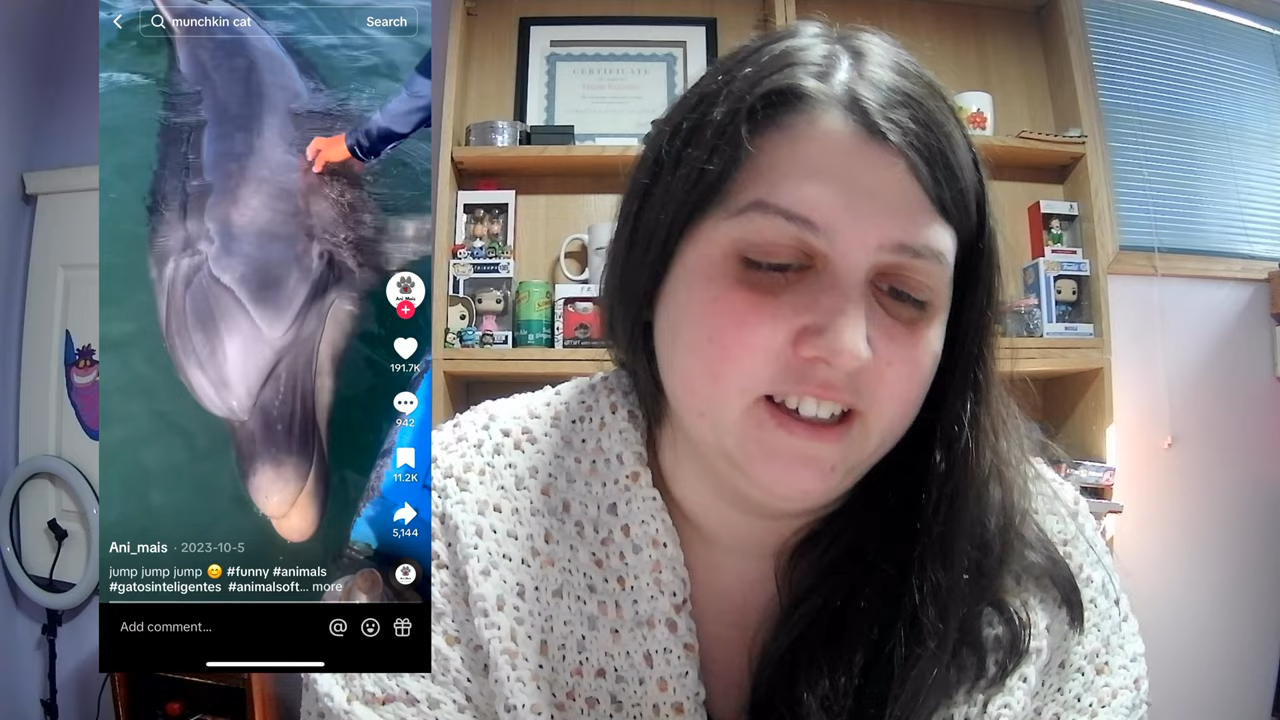 munchkin cat
Search
CERTIFICATE
Ani_Mais
191.7K
942
11.2K
5,144
Ani_mais · 2023-10-5
jump jump jump 😊 #funny #animals
#gatosinteligentes #animalsoft... more
Add comment...
@